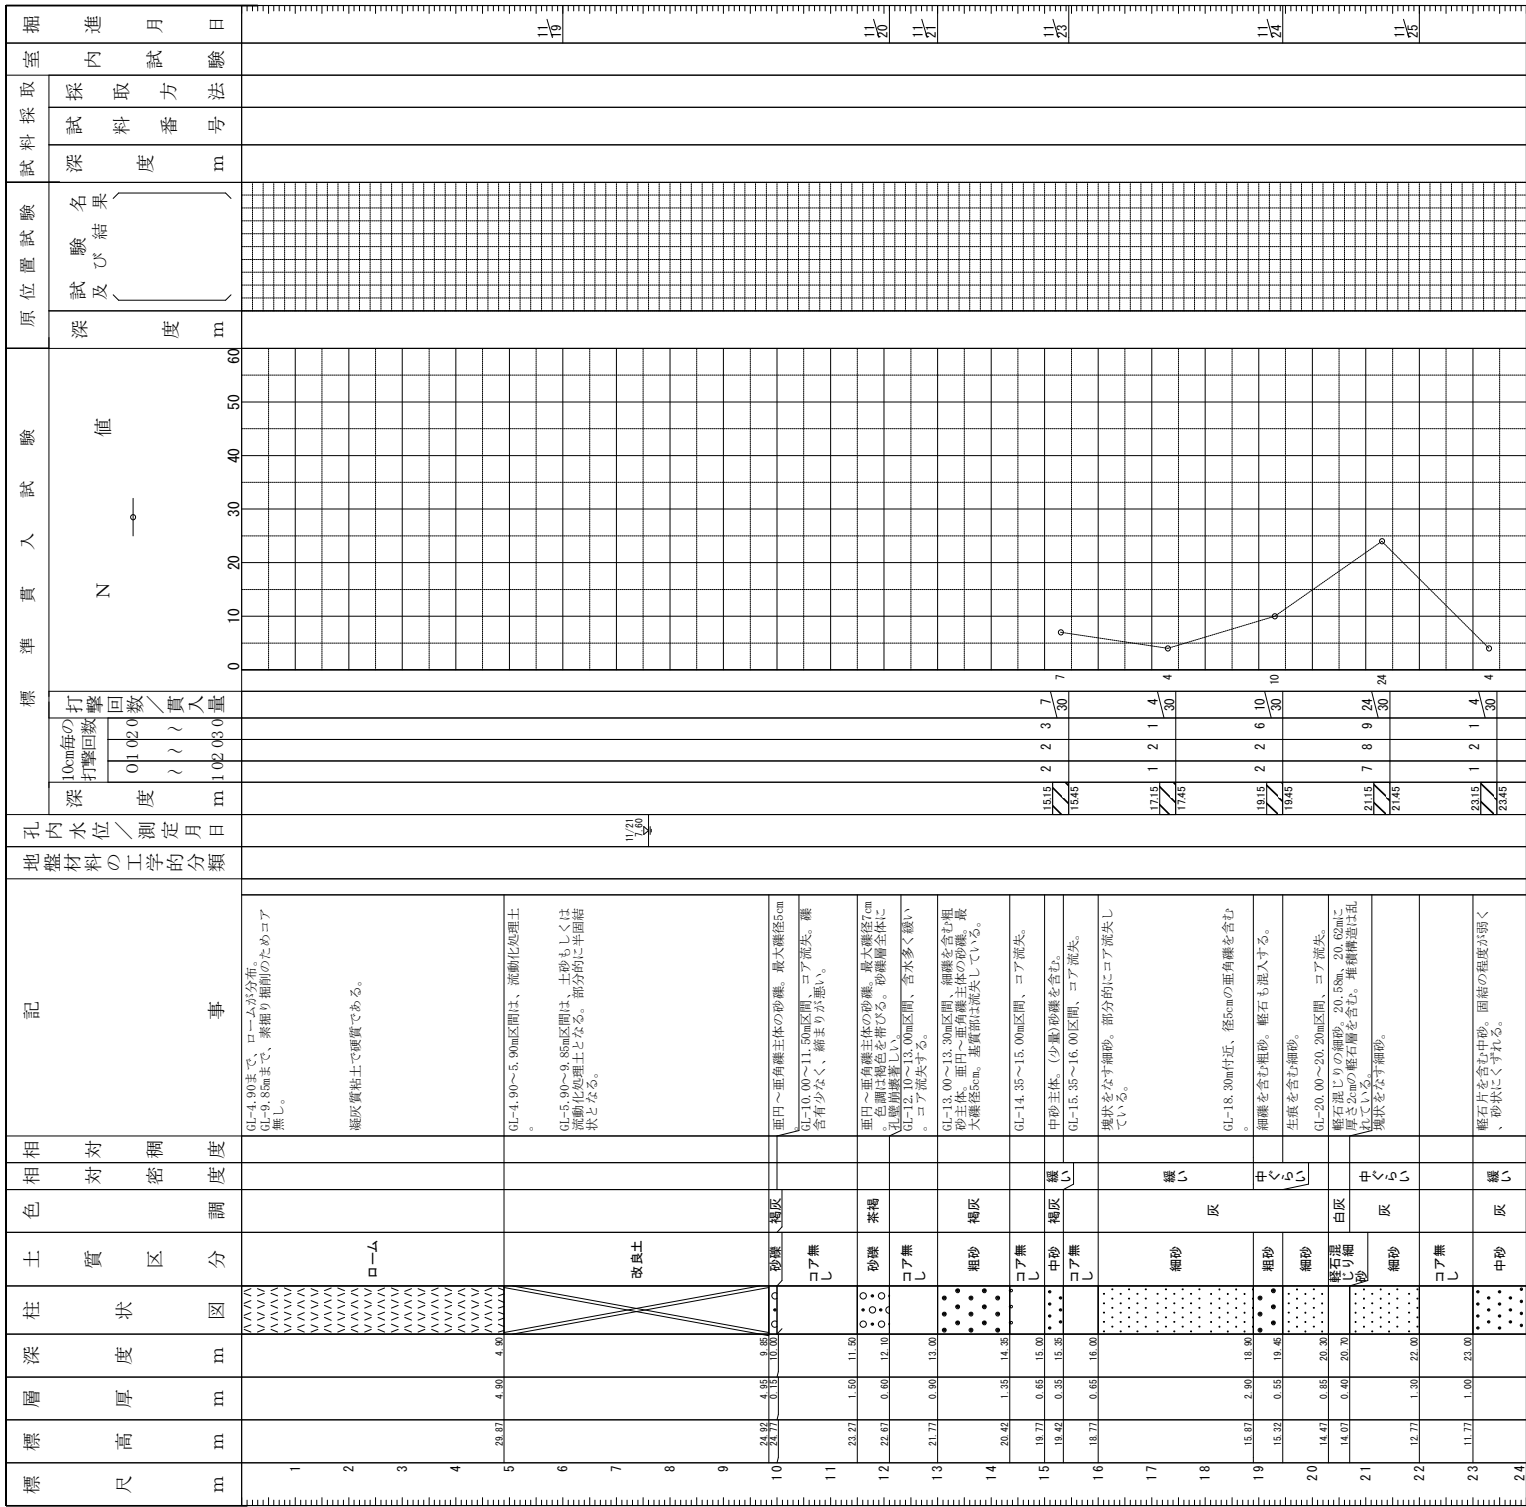 標尺 m
標高 m
層厚 m
深度 m
柱状図
土質区分
色調
相対密度
相対稠度
記事
地盤材料の工学的分類
孔内水位／測定月日
標準貫入試験
深度 m
10cm毎の打撃回数
0 10 20
〜 〜 〜
10 20 30
打撃回数／貫入量
N 値
0 10 20 30 40 50 60
原位置試験
深度 m
試験名
及び結果
試料採取
深度 m
試料番号
採取方法
室内試験
掘進月日
1
2
3
4
5
6
7
8
9
10
11
12
13
14
15
16
17
18
19
20
21
22
23
24
29.87 4.90 4.90
24.92 4.95 9.85
24.77 0.15 10.00
23.27 1.50 11.50
22.67 0.60 12.10
21.77 0.90 13.00
20.42 1.35 14.35
19.77 0.65 15.00
19.42 0.35 15.35
18.77 0.65 16.00
15.87 2.90 18.90
15.32 0.55 19.45
14.47 0.85 20.30
14.07 0.40 20.70
12.77 1.30 22.00
11.77 1.00 23.00
ローム
改良土
砂礫
コア無し
砂礫
コア無し
粗砂
コア無し
中砂
コア無し
細砂
粗砂
細砂
軽石混じり細砂
細砂
コア無し
中砂
褐灰
茶褐
褐灰
褐灰
灰
白灰
灰
灰
緩い
緩い
中ぐらい
中ぐらい
緩い
GL-4.90まで、ロームが分布。
GL-9.85mまで、素掘り掘削のためコア
無し。
凝灰質粘土で硬質である。
GL-4.90〜5.90m区間は、流動化処理土
。
GL-5.90〜9.85m区間は、土砂もしくは
流動化処理土となる。部分的に半固結
状となる。
亜円〜亜角礫主体の砂礫。最大礫径5cm
。
GL-10.00〜11.50m区間、コア流失。礫
含有少なく、締まりが悪い。
亜円〜亜角礫主体の砂礫。最大礫径7cm
。色調は褐色を帯びる。砂礫層全体に
孔壁崩壊著しい。
GL-12.10〜13.00m区間、含水多く緩い
。コア流失する。
GL-13.00〜13.30m区間、細礫を含む粗
砂主体。亜円〜亜角礫主体の砂礫。最
大礫径5cm。基質部は流失している。
GL-14.35〜15.00m区間、コア流失。
中砂主体。(少量)砂礫を含む。
GL-15.35〜16.00区間、コア流失。
塊状をなす細砂。部分的にコア流失し
ている。
GL-18.30m付近、径5cmの亜角礫を含む
。
細礫を含む粗砂。軽石も混入する。
生痕を含む細砂。
GL-20.00〜20.20m区間、コア流失。
軽石混じりの細砂。20.58m、20.62mに
厚さ2cmの軽石層を含む。堆積構造は乱
れている。
塊状をなす細砂。
軽石片を含む中砂。固結の程度が弱く
、砂状にくずれる。
11/21
7.60
15.15
15.45
2 2 3 7/30 7
17.15
17.45
1 2 1 4/30 4
19.15
19.45
2 2 6 10/30 10
21.15
21.45
7 8 9 24/30 24
23.15
23.45
1 2 1 4/30 4
11/19
11/20
11/21
11/23
11/24
11/25